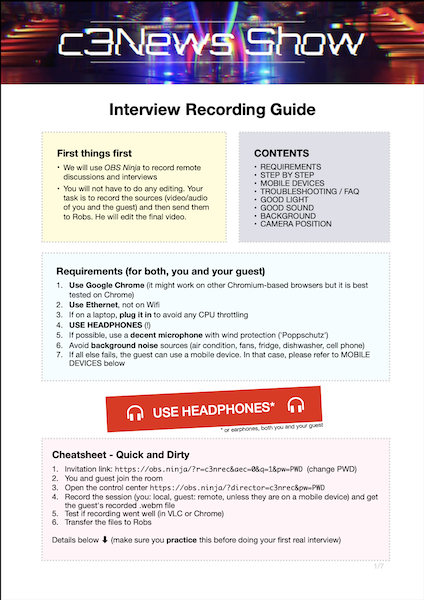 c3News Show
Interview Recording Guide
First things first
• We will use OBS Ninja to record remote
discussions and interviews
• You will not have to do any editing. Your
task is to record the sources (video/audio
of you and the guest) and then send them
to Robs. He will edit the final video.
CONTENTS
• REQUIREMENTS
• STEP BY STEP
• MOBILE DEVICES
• TROUBLESHOOTING / FAQ
• GOOD LIGHT
• GOOD SOUND
• BACKGROUND
• CAMERA POSITION
Requirements (for both, you and your guest)
1. Use Google Chrome (it might work on other Chromium-based browsers but it is best
tested on Chrome)
2. Use Ethernet, not on Wifi
3. If on a laptop, plug it in to avoid any CPU throttling
4. USE HEADPHONES (!)
5. If possible, use a decent microphone with wind protection ('Poppschutz')
6. Avoid background noise sources (air condition, fans, fridge, dishwasher, cell phone)
7. If all else fails, the guest can use a mobile device. In that case, please refer to MOBILE
DEVICES below
USE HEADPHONES*
* or earphones, both you and your guest
Cheatsheet - Quick and Dirty
1. Invitation link: https://obs.ninja/?r=c3nrec&aec=0&q=1&pw=PWD (change PWD)
2. You and guest join the room
3. Open the control center https://obs.ninja/?director=c3nrec&pw=PWD
4. Record the session (you: local, guest: remote, unless they are on a mobile device) and get
the guest's recorded .webm file
5. Test if recording went well (in VLC or Chrome)
6. Transfer the files to Robs
Details below ⬇ (make sure you practice this before doing your first real interview)
1/7